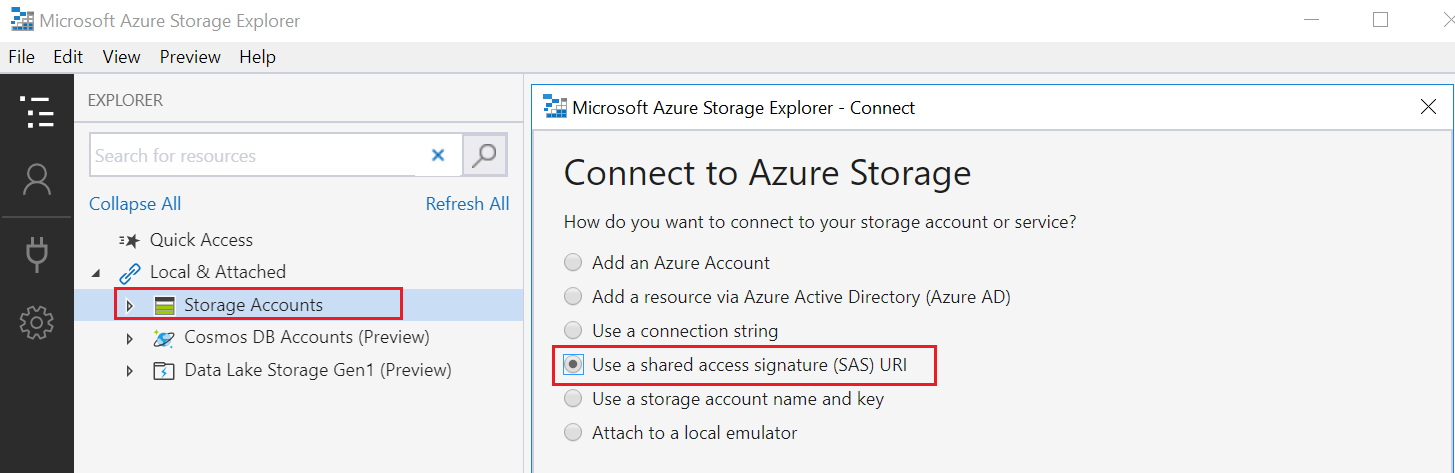 Microsoft Azure Storage Explorer
File Edit View Preview Help
EXPLORER
Search for resources
Collapse All Refresh All
Quick Access
Local & Attached
Storage Accounts
Cosmos DB Accounts (Preview)
Data Lake Storage Gen1 (Preview)
Microsoft Azure Storage Explorer - Connect
Connect to Azure Storage
How do you want to connect to your storage account or service?
Add an Azure Account
Add a resource via Azure Active Directory (Azure AD)
Use a connection string
Use a shared access signature (SAS) URI
Use a storage account name and key
Attach to a local emulator